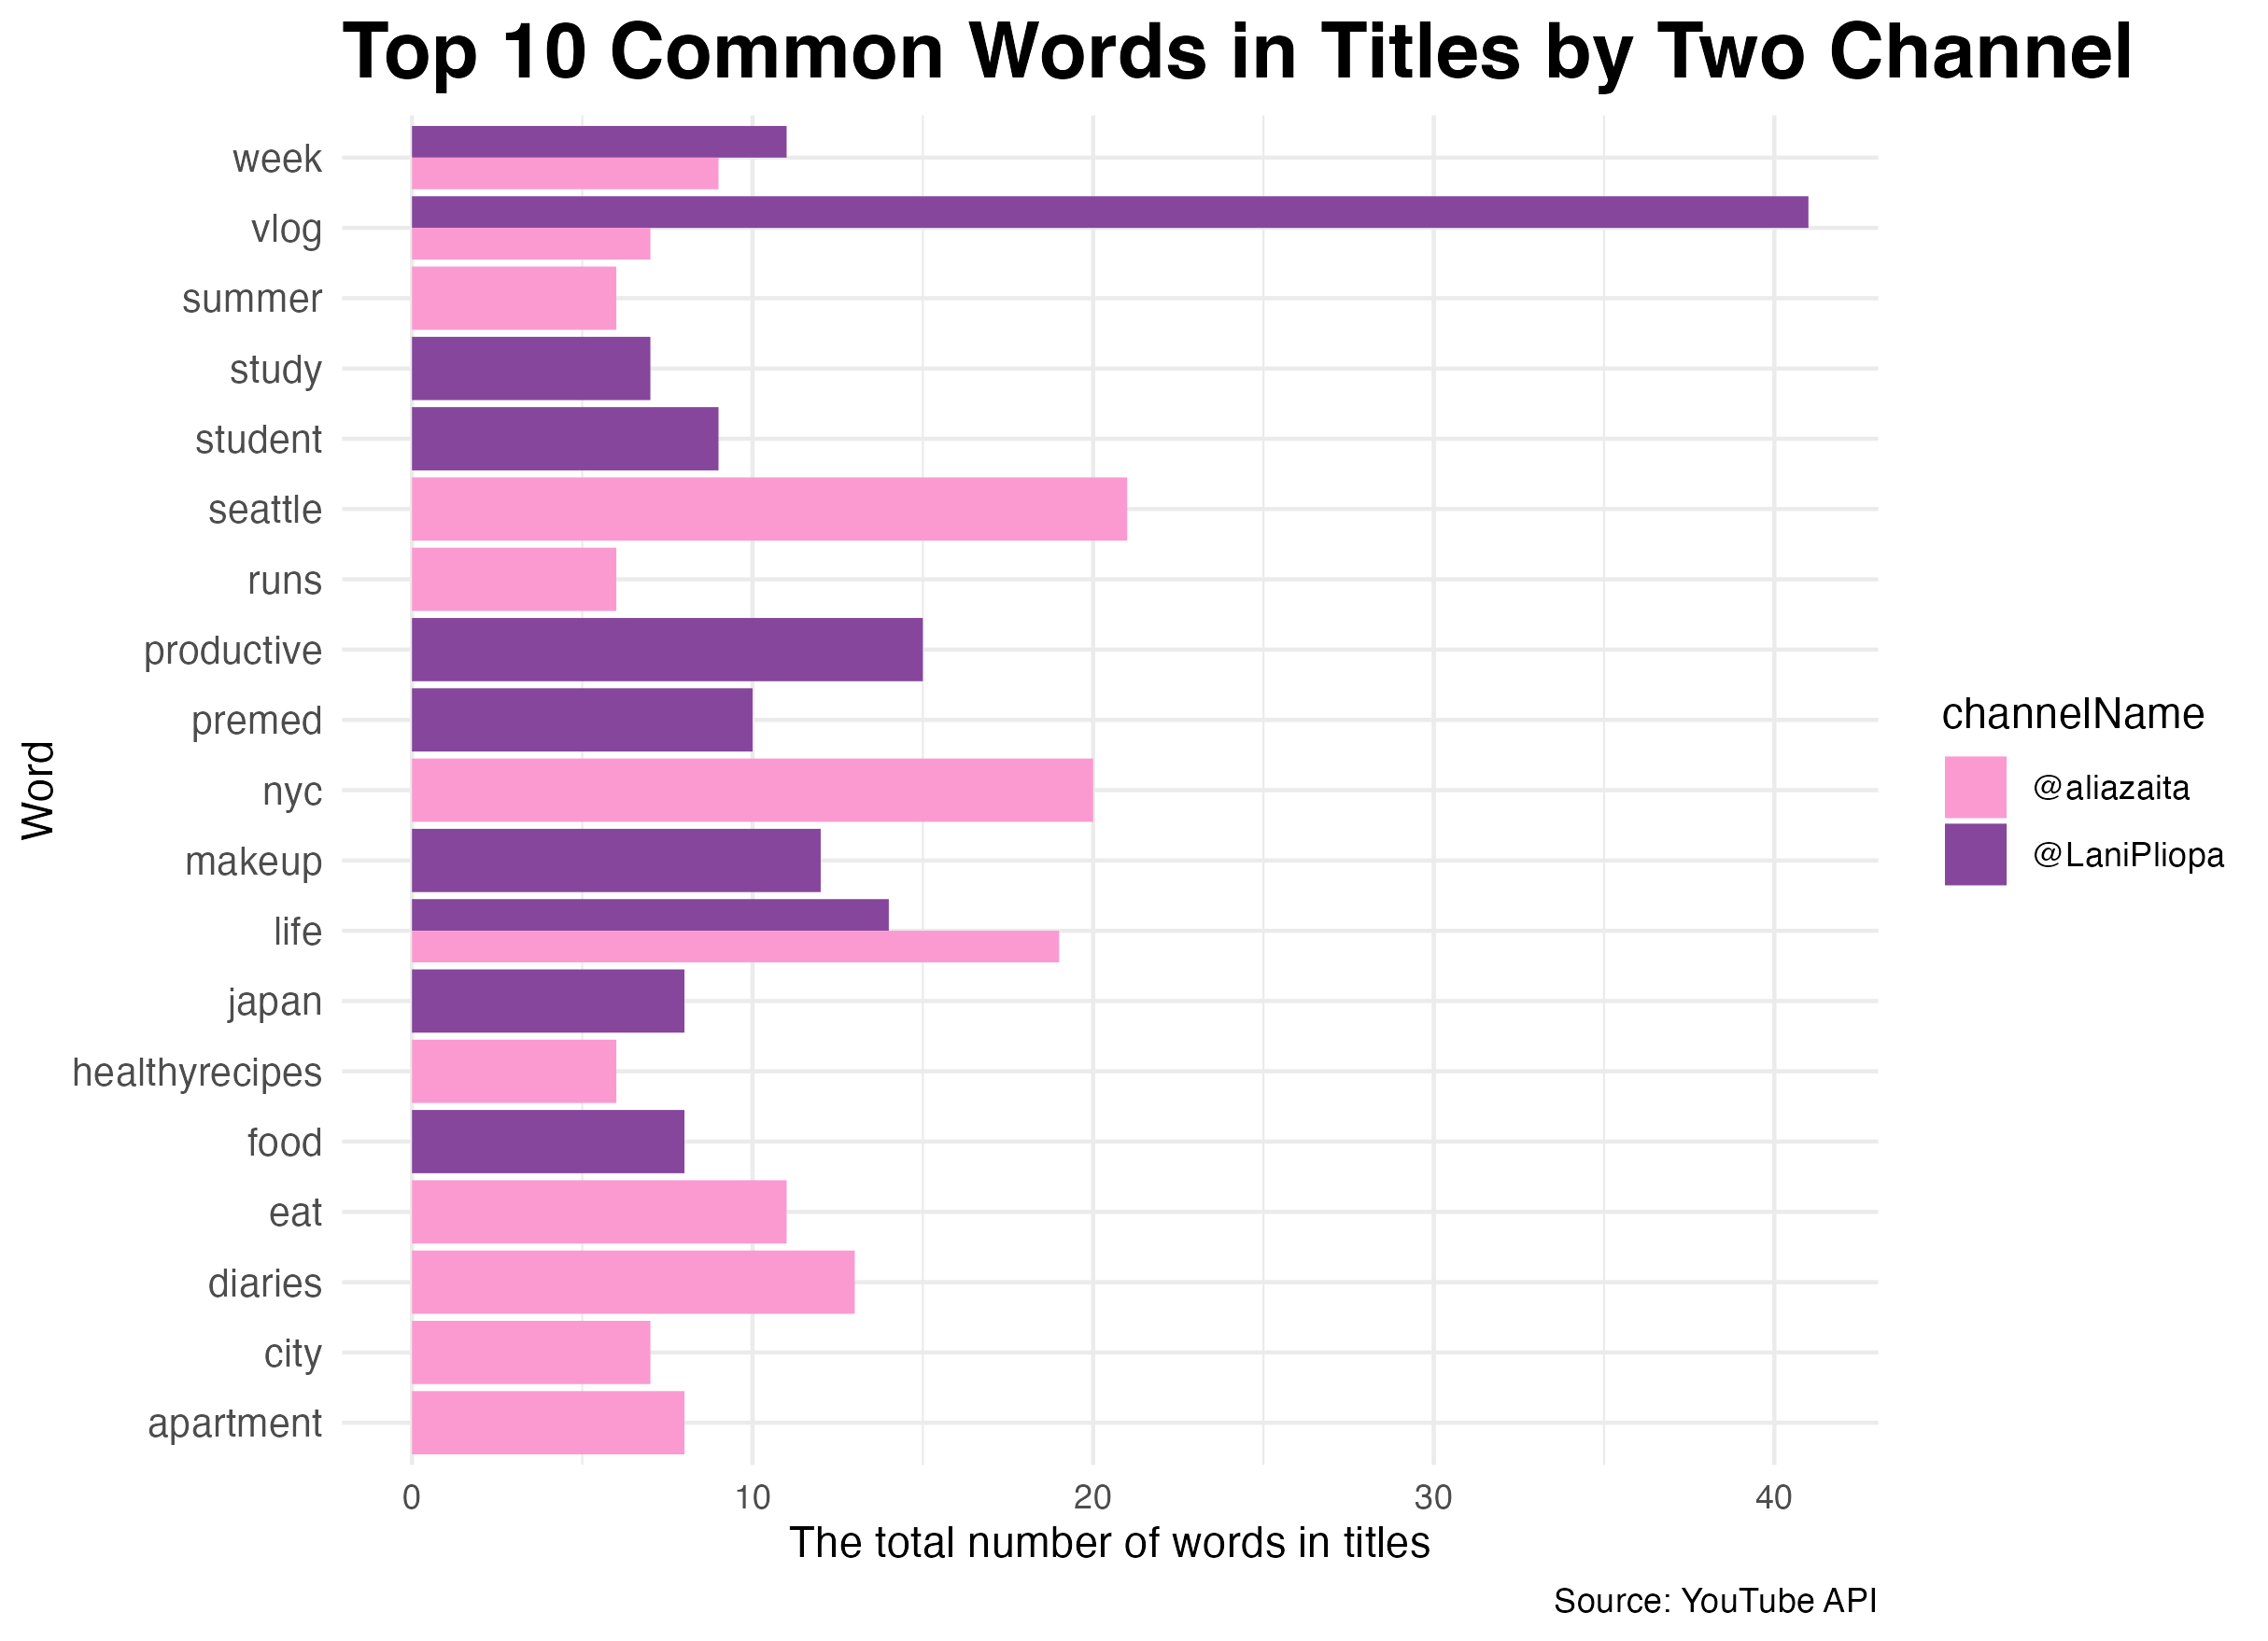 Top 10 Common Words in Titles by Two Channel
week
vlog
summer
study
student
seattle
runs
productive
premed
nyc
makeup
life
japan
healthyrecipes
food
eat
diaries
city
apartment
Word
0 10 20 30 40
The total number of words in titles
channelName
@aliazaita
@LaniPliopa
Source: YouTube API